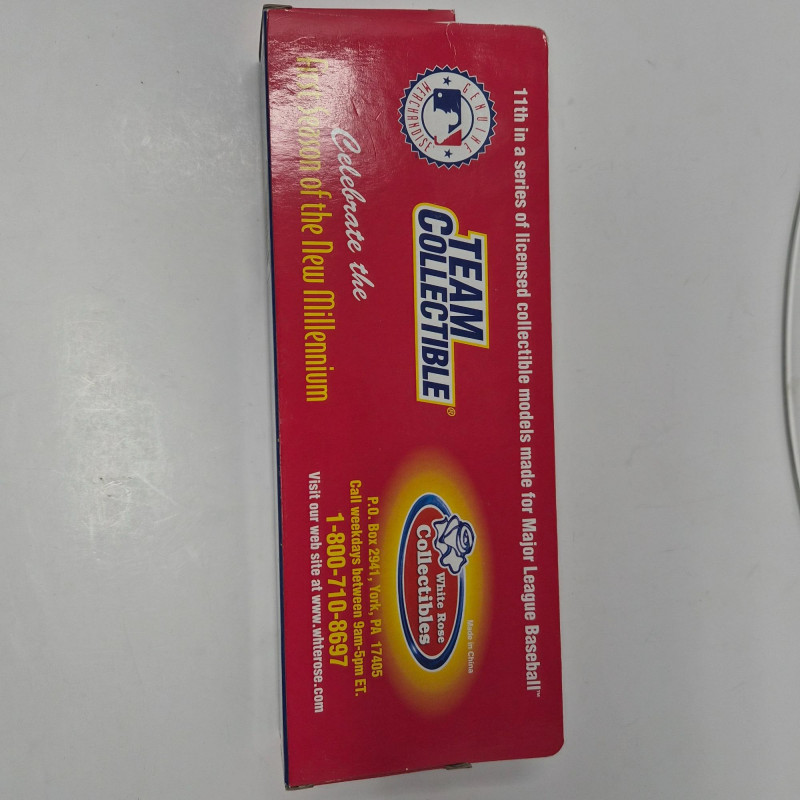 11th in a series of licensed collectible models made for Major League Baseball™
GENUINE
MERCHANDISE
TEAM
COLLECTIBLE®
Celebrate the
First Season of the New Millennium
Made in China
White Rose
Collectibles
P.O. Box 2941, York, PA 17405
Call weekdays between 9am-5pm ET.
1-800-710-8697
Visit our web site at www.whterose.com